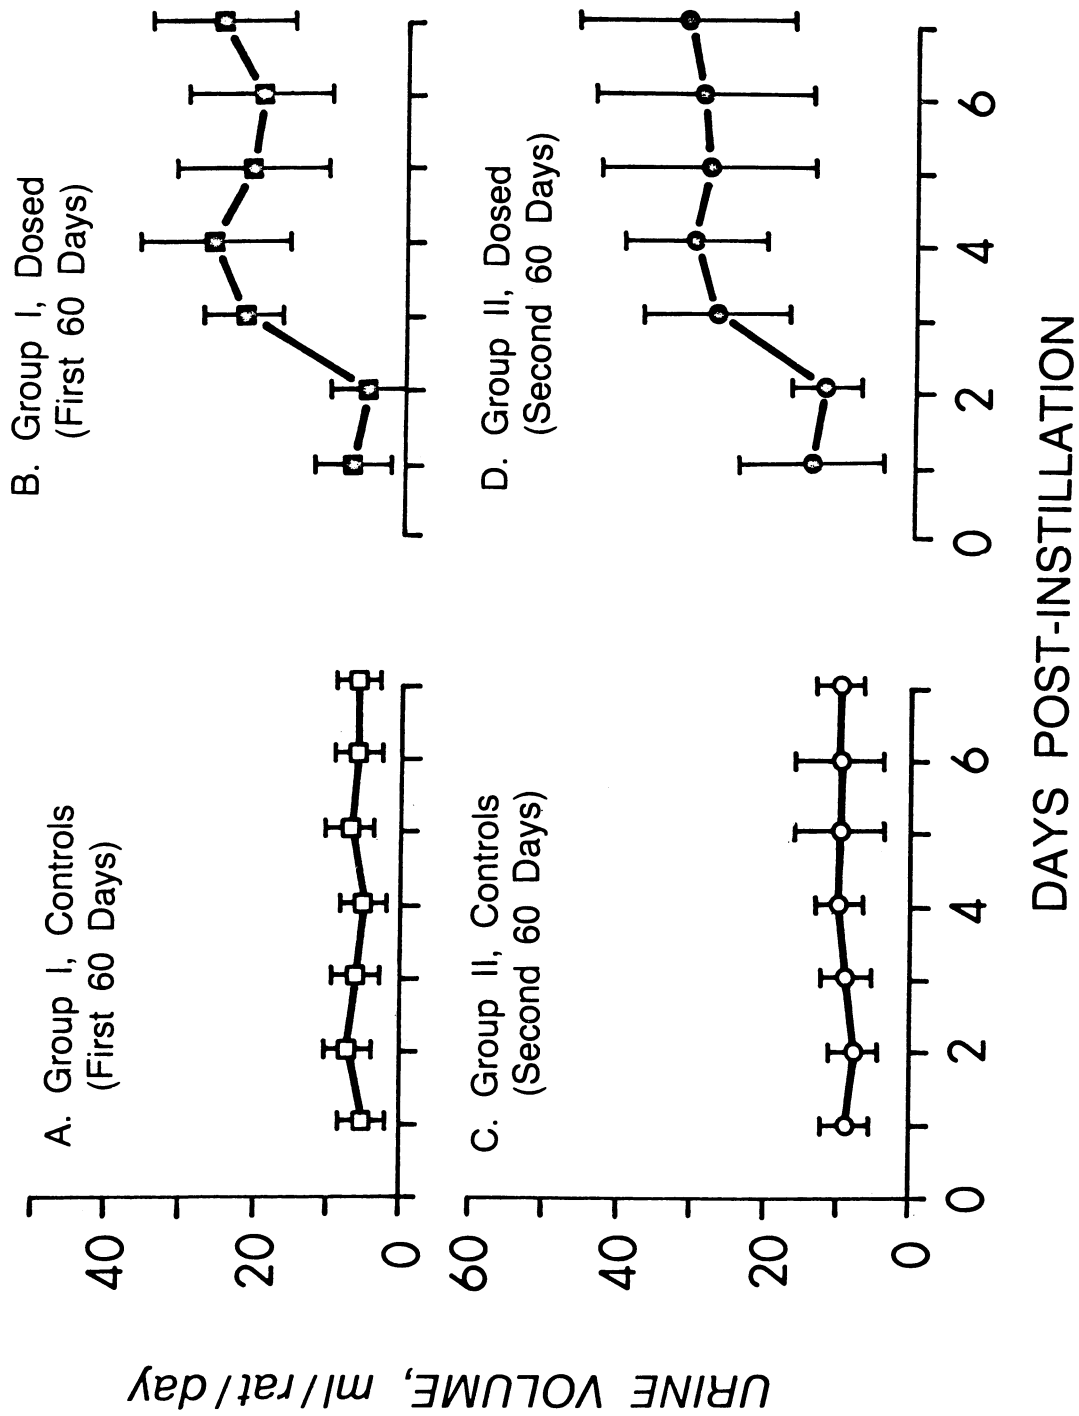 A. Group I, Controls
(First 60 Days)
B. Group I, Dosed
(First 60 Days)
40
20
0
C. Group II, Controls
(Second 60 Days)
D. Group II, Dosed
(Second 60 Days)
60
40
20
0
0 2 4 6
0 2 4 6
URINE VOLUME, ml/rat/day
DAYS POST-INSTILLATION